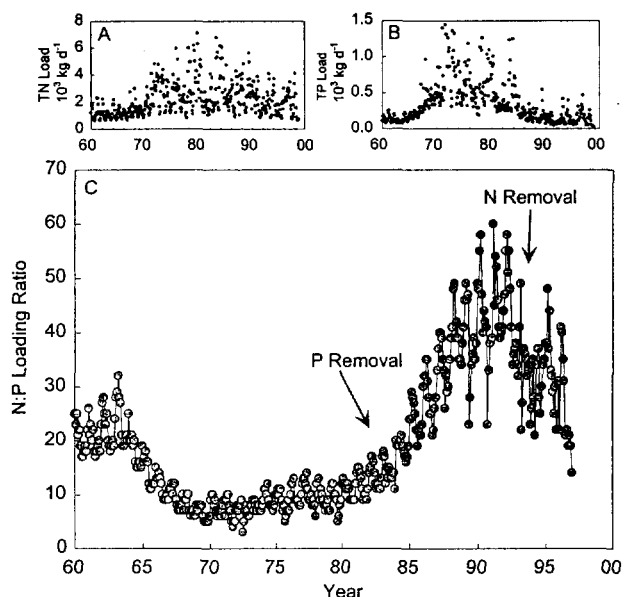 A
TN Load
10³ kg d⁻¹
8
6
4
2
0
60 70 80 90 00
B
TP Load
10³ kg d⁻¹
1.5
1.0
0.5
0.0
60 70 80 90 00
C
N:P Loading Ratio
70
60
50
40
30
20
10
0
N Removal
P Removal
60 65 70 75 80 85 90 95 00
Year